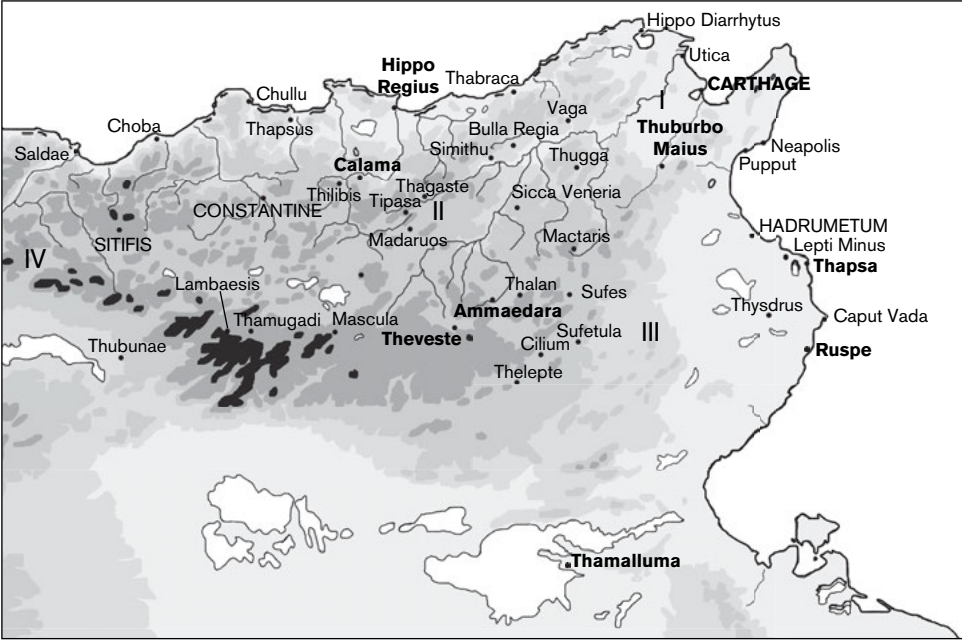 Hippo Diarrhytus
Utica
Hippo
Regius
Thabraca
CARTHAGE
Chullu
I
Vaga
Choba
Thapsus
Bulla Regia
Thuburbo
Maius
Saldae
Simithu
Thugga
Neapolis
Pupput
Calama
Thagaste
Thilibis
Tipasa
Sicca Veneria
CONSTANTINE
II
HADRUMETUM
SITIFIS
Madaruos
Mactaris
Lepti Minus
IV
Thapsa
Lambaesis
Thalan
Sufes
Thysdrus
Ammaedara
Caput Vada
Thamugadi
Mascula
Sufetula
III
Theveste
Cilium
Thubunae
Ruspe
Thelepte
Thamalluma